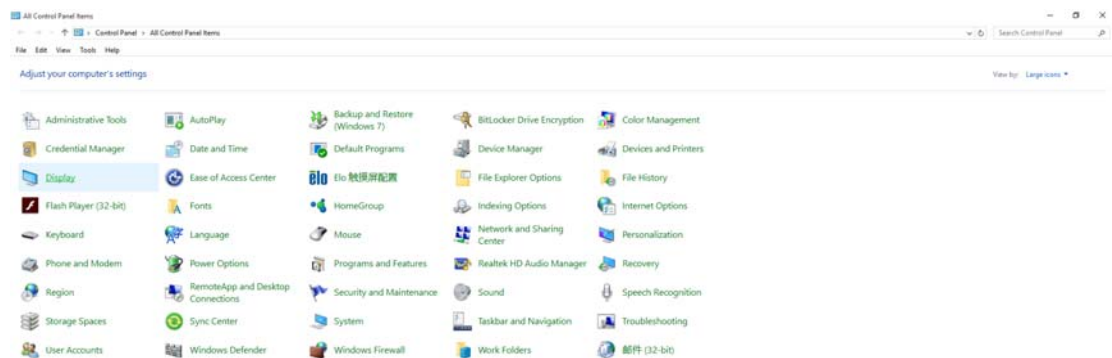 All Control Panel Items
Control Panel › All Control Panel Items
Search Control Panel
File Edit View Tools Help
Adjust your computer's settings
View by: Large icons
Administrative Tools
AutoPlay
Backup and Restore
(Windows 7)
BitLocker Drive Encryption
Color Management
Credential Manager
Date and Time
Default Programs
Device Manager
Devices and Printers
Display
Ease of Access Center
elo
Elo 触摸屏配置
File Explorer Options
File History
Flash Player (32-bit)
Fonts
HomeGroup
Indexing Options
Internet Options
Keyboard
Language
Mouse
Network and Sharing
Center
Personalization
Phone and Modem
Power Options
Programs and Features
Realtek HD Audio Manager
Recovery
Region
RemoteApp and Desktop
Connections
Security and Maintenance
Sound
Speech Recognition
Storage Spaces
Sync Center
System
Taskbar and Navigation
Troubleshooting
User Accounts
Windows Defender
Windows Firewall
Work Folders
邮件 (32-bit)